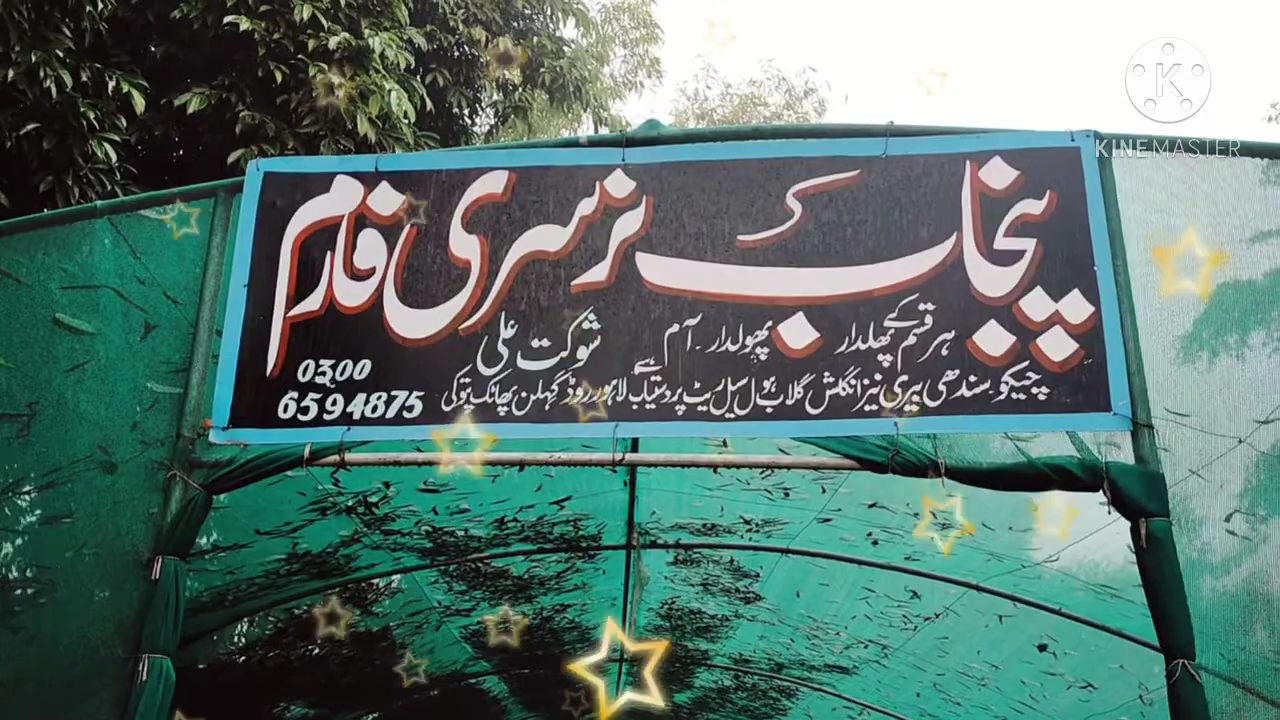 پنجاب نرسری فارم
ہر قسم کے پھلدار پھولدار ۔ آم
شوکت علی
چیکو سندھی بیری نیز انگلش گلاب ہول سیل ریٹ پر دستیاب ہے
لاہور روڈ گہلن پھاٹک پتوکی
0300
6594875
KINEMASTER